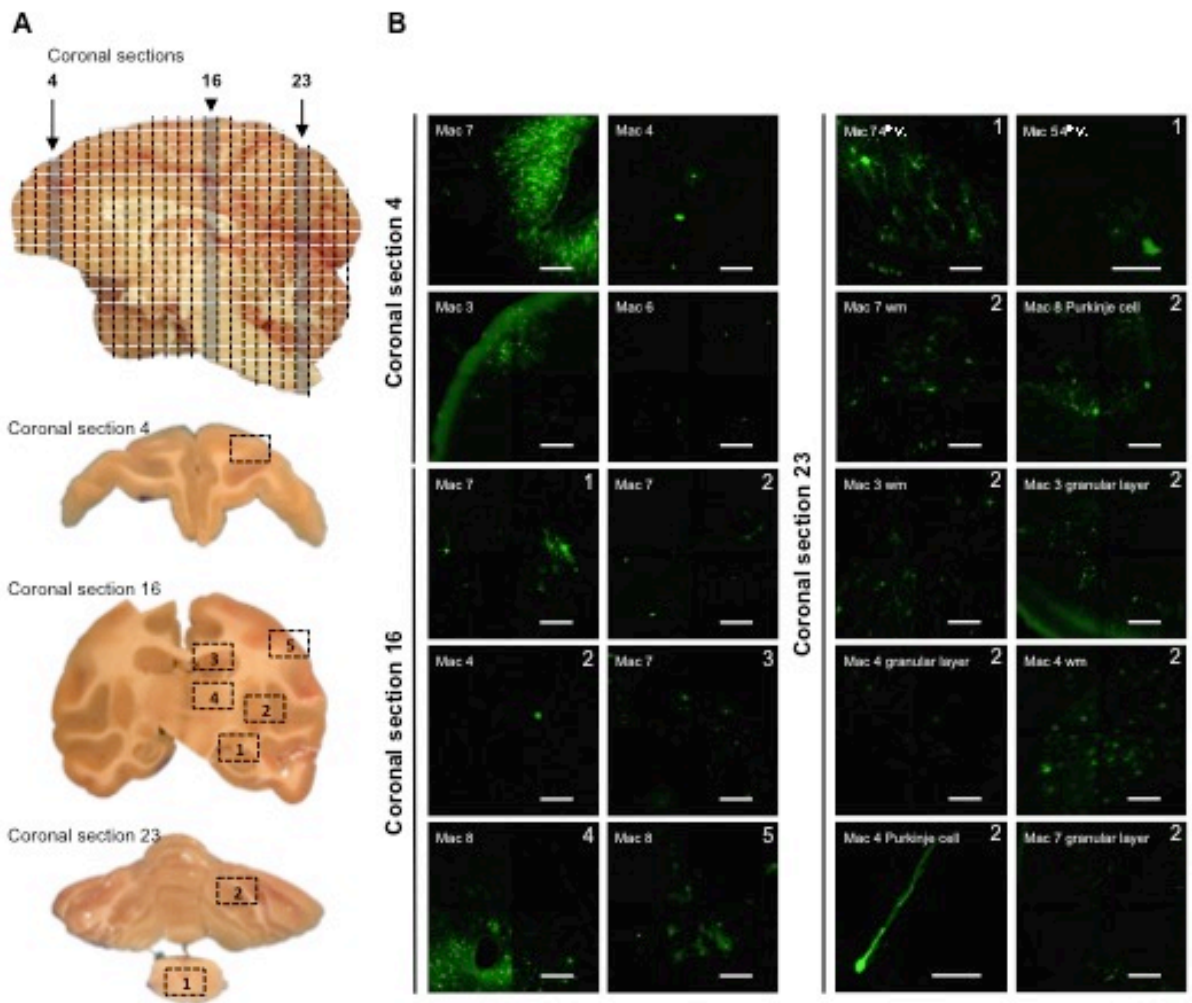 A
B
Coronal sections
4 16 23
Coronal section 4
Coronal section 16
3
5
4
2
1
Coronal section 23
2
1
Coronal section 4
Mac 7
Mac 4
Mac 3
Mac 6
Coronal section 16
Mac 7 1
Mac 7 2
Mac 4 2
Mac 7 3
Mac 8 4
Mac 8 5
Coronal section 23
Mac 1
Mac 1
Mac 7 wm 2
Mac 8 Purkinje cell 2
Mac 3 wm 2
Mac 3 granular layer 2
Mac 4 granular layer 2
Mac 4 wm 2
Mac 4 Purkinje cell 2
Mac 7 granular layer 2